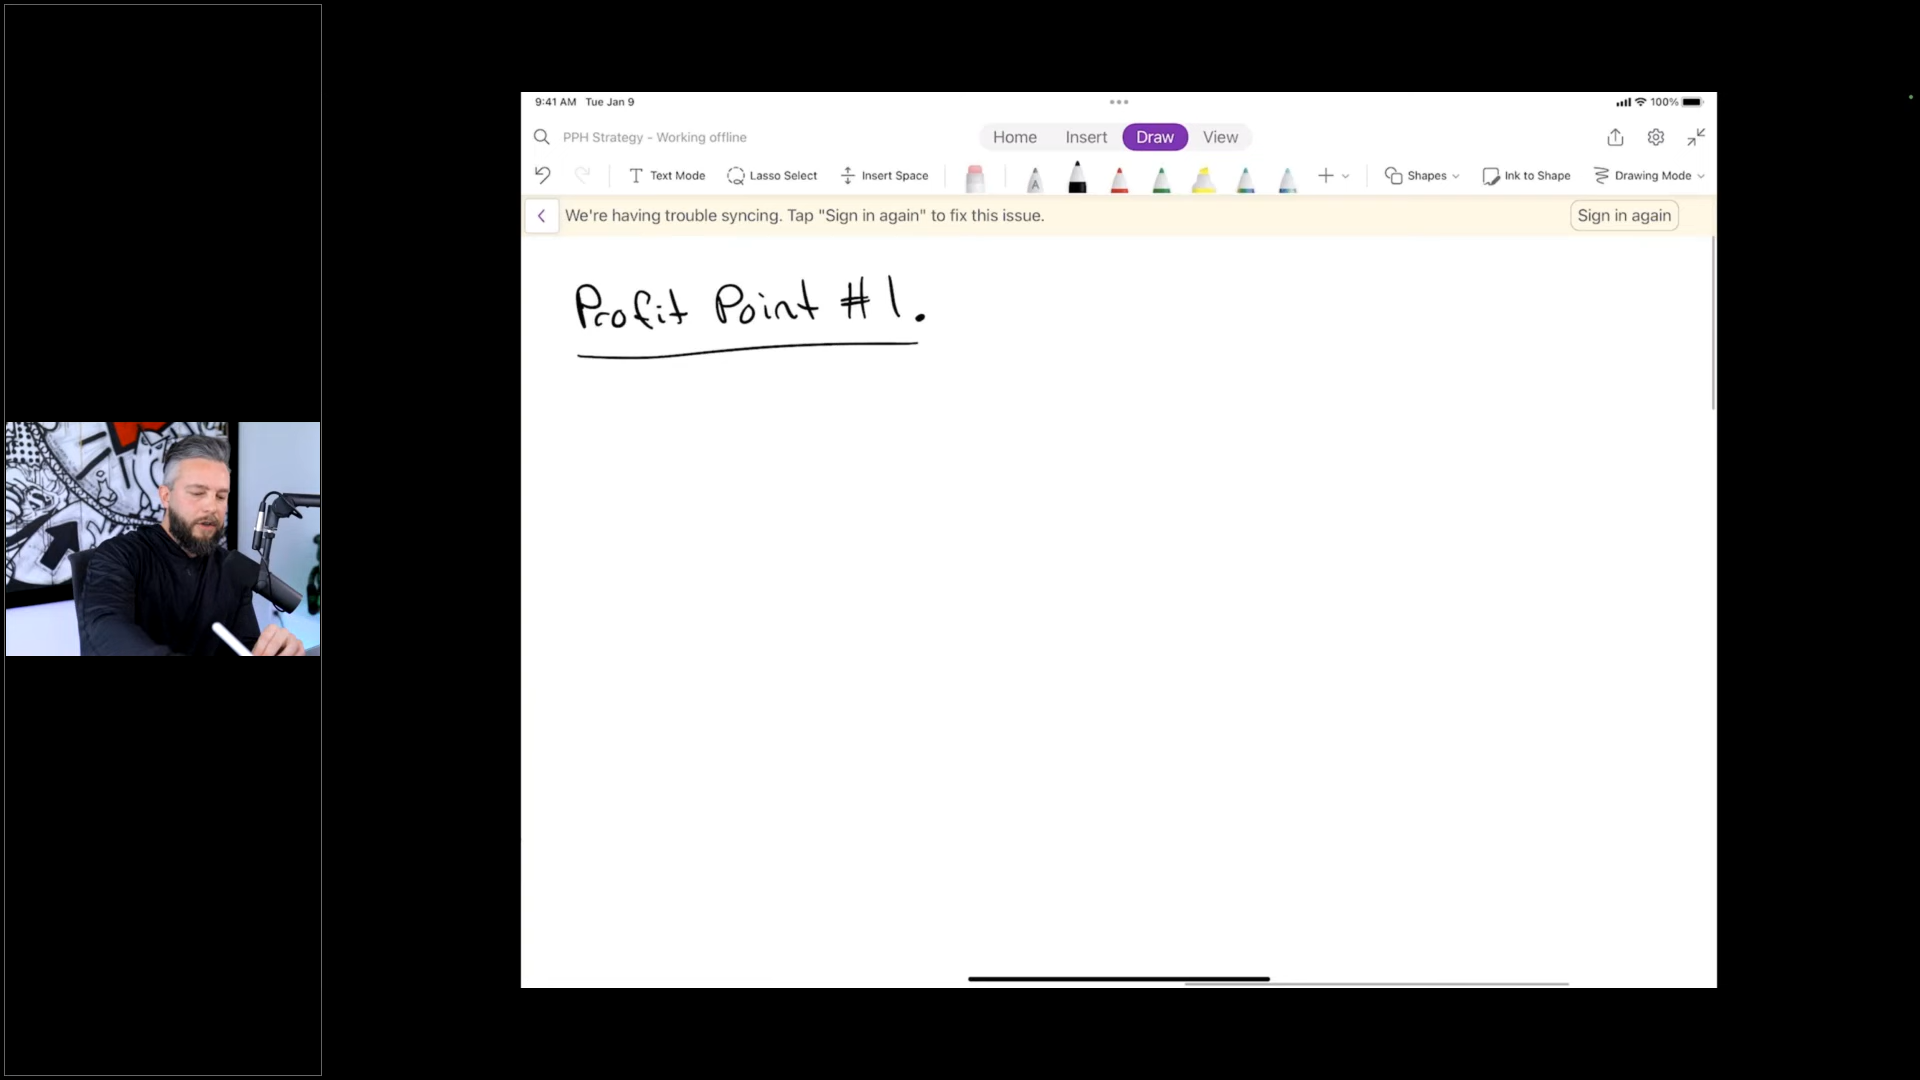 9:41 AM Tue Jan 9
100%
PPH Strategy - Working offline
Home Insert Draw View
Text Mode Lasso Select Insert Space A Shapes Ink to Shape Drawing Mode
We're having trouble syncing. Tap "Sign in again" to fix this issue. Sign in again
Profit Point #1.